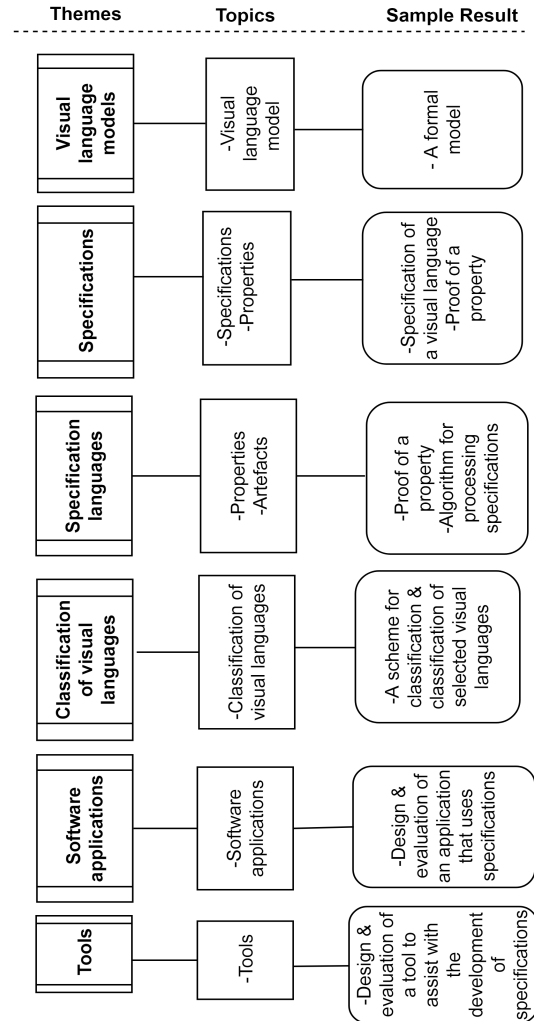 Themes
Topics
Sample Result
Visual
language
models
-Visual
language
model
- A formal
model
Specifications
-Specifications
-Properties
-Specification of
a visual language
-Proof of a
property
Specification
languages
-Properties
-Artefacts
-Proof of a
property
-Algorithm for
processing
specifications
Classification
of visual
languages
-Classification of
visual languages
-A scheme for
classification &
classification of
selected visual
languages
Software
applications
-Software
applications
-Design &
evaluation of
an application
that uses
specifications
Tools
-Tools
-Design &
evaluation of
a tool to
assist with
the
development
of
specifications